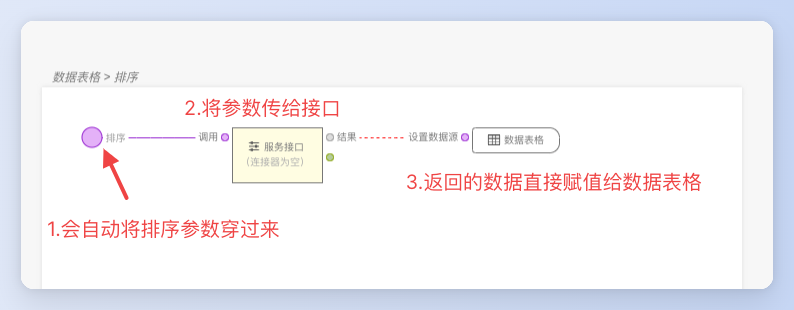 数据表格 > 排序
2.将参数传给接口
排序
调用
服务接口
（连接器为空）
结果
设置数据源
数据表格
3.返回的数据直接赋值给数据表格
1.会自动将排序参数穿过来